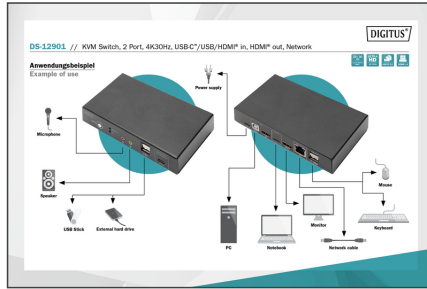 DIGITUS®
DS-12901 // KVM Switch, 2 Port, 4K30Hz, USB-C™/USB/HDMI® in, HDMI® out, Network
Anwendungsbeispiel
Example of use
Power supply
Microphone
Speaker
USB Stick
External hard drive
PC
Notebook
Monitor
Network cable
Mouse
Keyboard